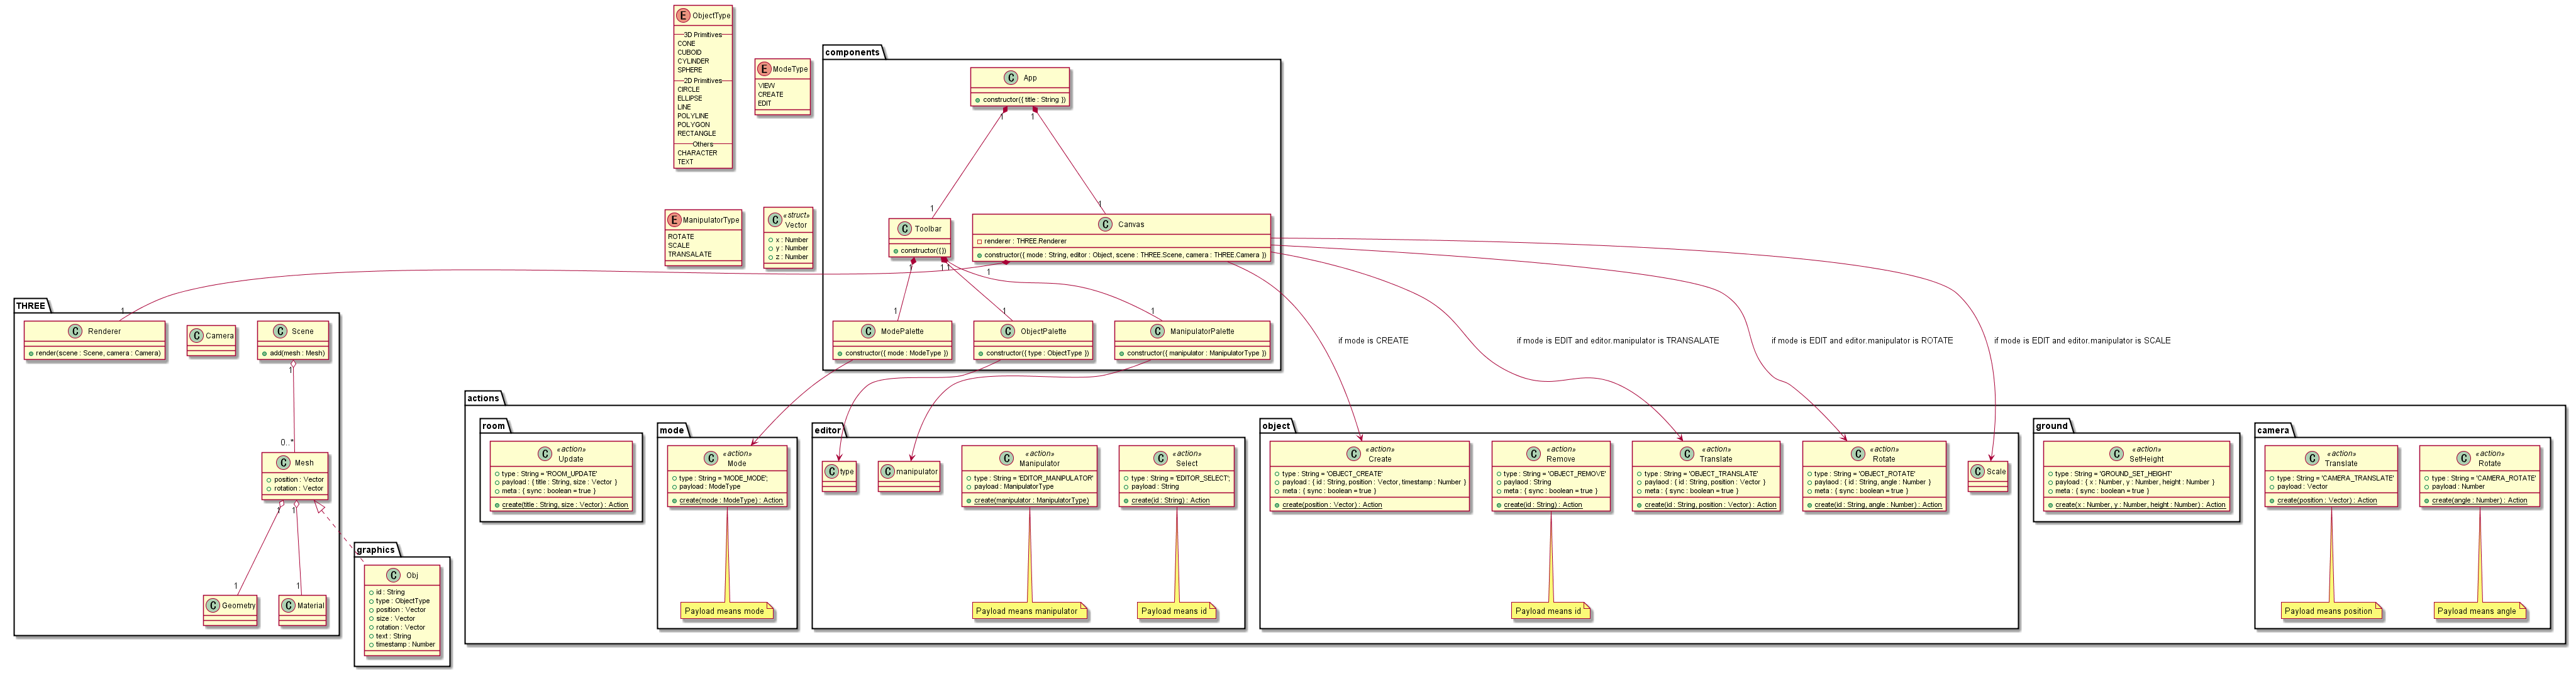 E ObjectType
3D Primitives
CONE
CUBOID
CYLINDER
SPHERE
2D Primitives
CIRCLE
ELLIPSE
LINE
POLYLINE
POLYGON
RECTANGLE
Others
CHARACTER
TEXT
E ModeType
VIEW
CREATE
EDIT
E ManipulatorType
ROTATE
SCALE
TRANSALATE
«struct»
C Vector
x : Number
y : Number
z : Number
components
C App
constructor({ title : String })
1
1
1
1
C Toolbar
constructor({})
C Canvas
renderer : THREE.Renderer
constructor({ mode : String, editor : Object, scene : THREE.Scene, camera : THREE.Camera })
1
1
1
1
1
1
1
1
C ModePalette
constructor({ mode : ModeType })
C ObjectPalette
constructor({ type : ObjectType })
C ManipulatorPalette
constructor({ manipulator : ManipulatorType })
if mode is CREATE
if mode is EDIT and editor.manipulator is TRANSALATE
if mode is EDIT and editor.manipulator is ROTATE
if mode is EDIT and editor.manipulator is SCALE
THREE
C Renderer
render(scene : Scene, camera : Camera)
C Camera
C Scene
add(mesh : Mesh)
1
0..*
C Mesh
position : Vector
rotation : Vector
1
1
1
1
C Geometry
C Material
graphics
C Obj
id : String
type : ObjectType
position : Vector
size : Vector
rotation : Vector
text : String
timestamp : Number
actions
room
«action»
C Update
type : String = 'ROOM_UPDATE'
payload : { title : String, size : Vector }
meta : { sync : boolean = true }
create(title : String, size : Vector) : Action
mode
«action»
C Mode
type : String = 'MODE_MODE';
payload : ModeType
create(mode : ModeType) : Action
Payload means mode
editor
C type
C manipulator
«action»
C Manipulator
type : String = 'EDITOR_MANIPULATOR'
payload : ManipulatorType
create(manipulator : ManipulatorType)
Payload means manipulator
«action»
C Select
type : String = 'EDITOR_SELECT';
payload : String
create(id : String) : Action
Payload means id
object
«action»
C Create
type : String = 'OBJECT_CREATE'
paylaod : { id : String, position : Vector, timestamp : Number }
meta : { sync : boolean = true }
create(position : Vector) : Action
«action»
C Remove
type : String = 'OBJECT_REMOVE'
paylaod : String
meta : { sync : boolean = true }
create(id : String) : Action
Payload means id
«action»
C Translate
type : String = 'OBJECT_TRANSLATE'
paylaod : { id : String, position : Vector }
meta : { sync : boolean = true }
create(id : String, position : Vector) : Action
«action»
C Rotate
type : String = 'OBJECT_ROTATE'
paylaod : { id : String, angle : Number }
meta : { sync : boolean = true }
create(id : String, angle : Number) : Action
C Scale
ground
«action»
C SetHeight
type : String = 'GROUND_SET_HEIGHT'
payload : { x : Number, y : Number, height : Number }
meta : { sync : boolean = true }
create(x : Number, y : Number, height : Number) : Action
camera
«action»
C Translate
type : String = 'CAMERA_TRANSLATE'
payload : Vector
create(position : Vector) : Action
Payload means position
«action»
C Rotate
type : String = 'CAMERA_ROTATE'
payload : Number
create(angle : Number) : Action
Payload means angle